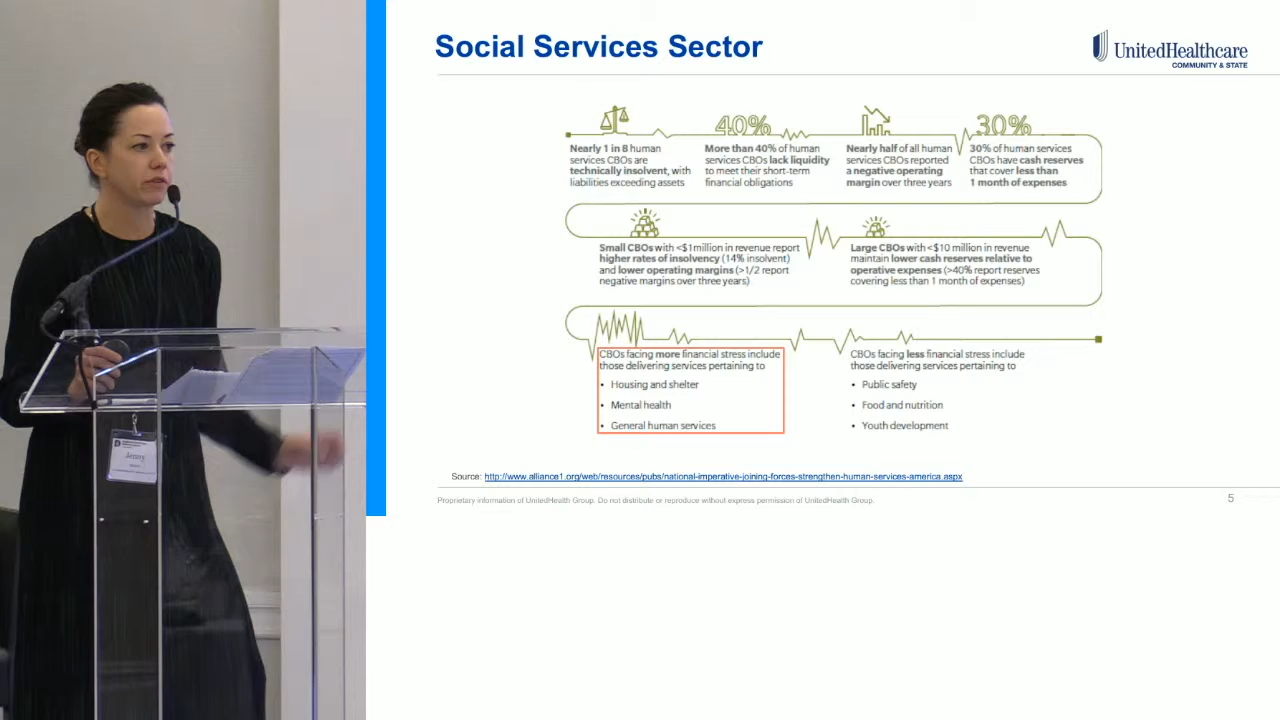 Social Services Sector
UnitedHealthcare
COMMUNITY & STATE
40%
30%
Nearly 1 in 8 human
services CBOs are
technically insolvent, with
liabilities exceeding assets
More than 40% of human
services CBOs lack liquidity
to meet their short-term
financial obligations
Nearly half of all human
services CBOs reported
a negative operating
margin over three years
30% of human services
CBOs have cash reserves
that cover less than
1 month of expenses
Small CBOs with <$1million in revenue report
higher rates of insolvency (14% insolvent)
and lower operating margins (>1/2 report
negative margins over three years)
Large CBOs with <$10 million in revenue
maintain lower cash reserves relative to
operative expenses (>40% report reserves
covering less than 1 month of expenses)
CBOs facing more financial stress include
those delivering services pertaining to
• Housing and shelter
• Mental health
• General human services
CBOs facing less financial stress include
those delivering services pertaining to
• Public safety
• Food and nutrition
• Youth development
Source: http://www.alliance1.org/web/resources/pubs/national-imperative-joining-forces-strengthen-human-services-america.aspx
Proprietary information of UnitedHealth Group. Do not distribute or reproduce without express permission of UnitedHealth Group.
5
Jenny